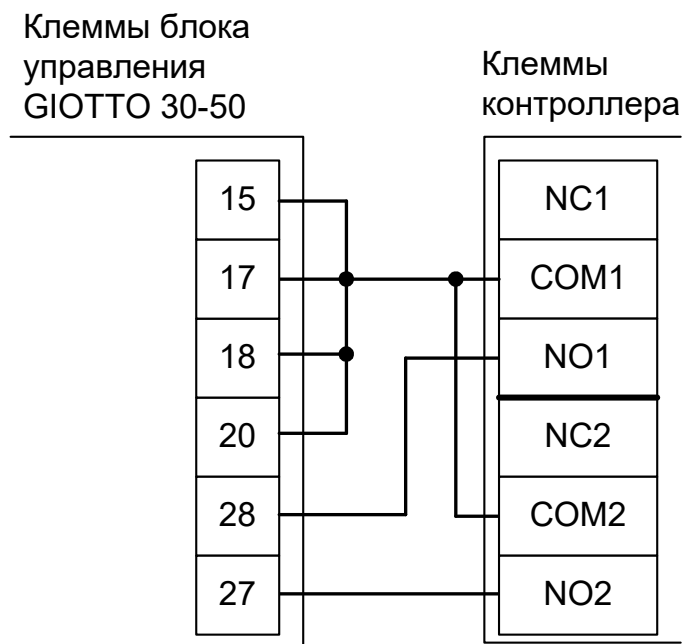 Клеммы блока
управления
GIOTTO 30-50
Клеммы
контроллера
15
17
18
20
28
27
NC1
COM1
NO1
NC2
COM2
NO2